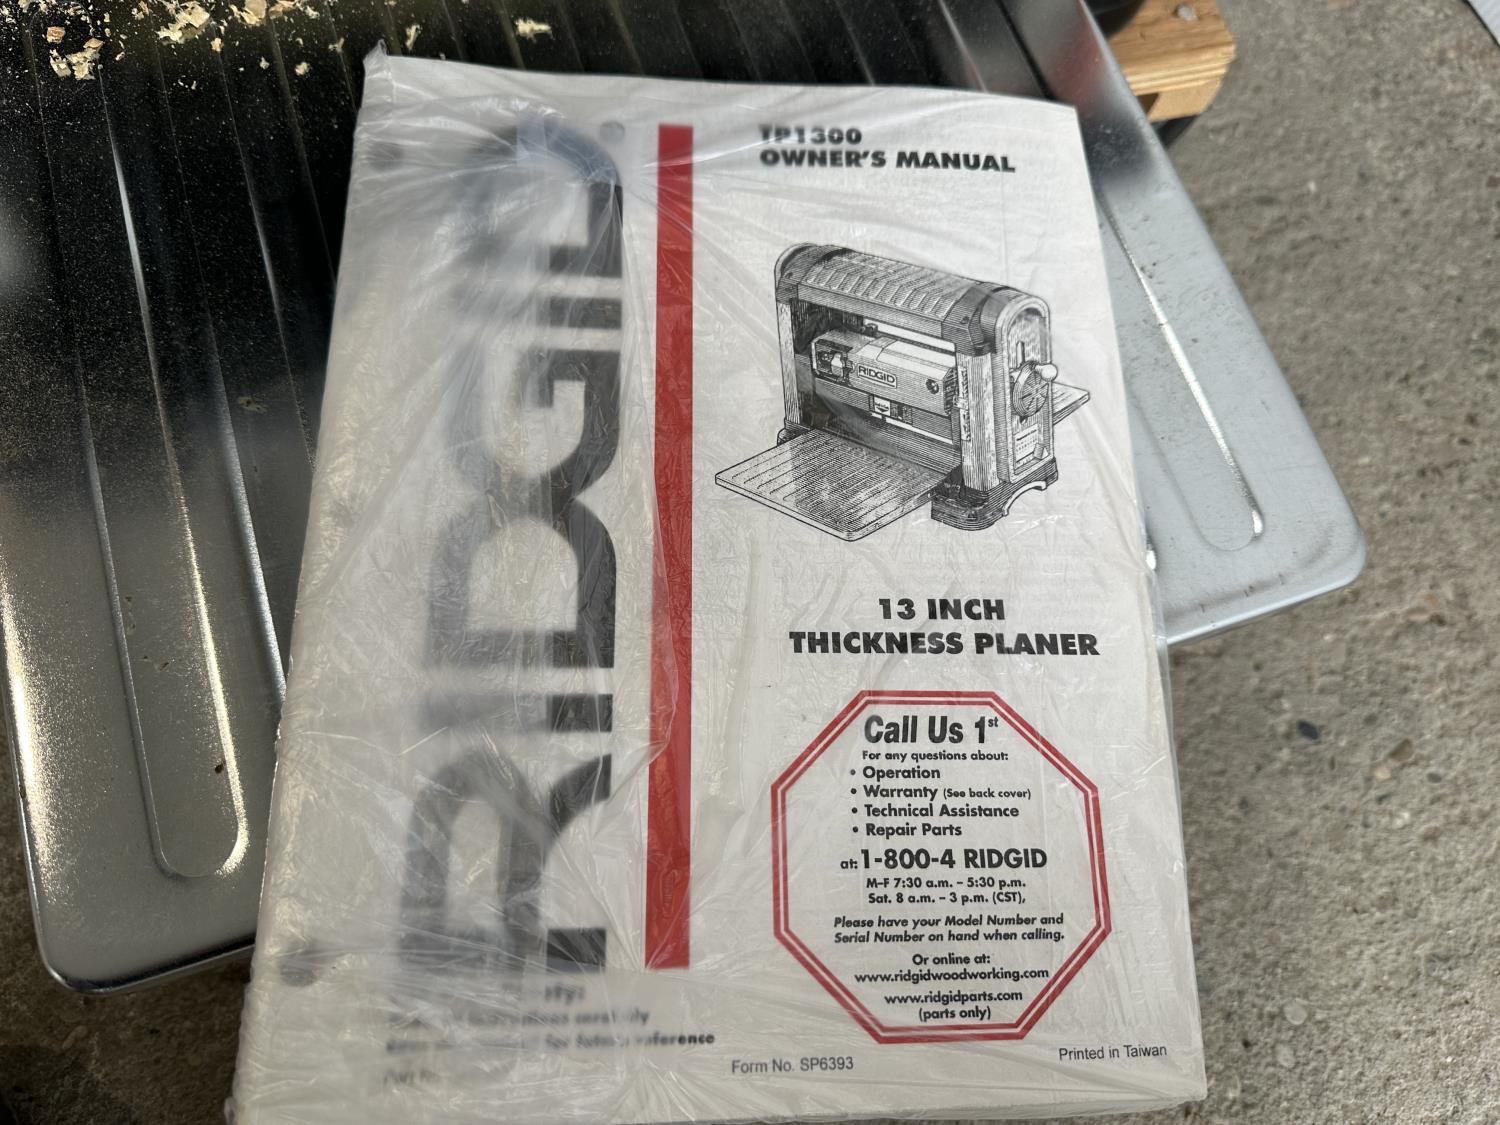 RIDGID
TP1300
OWNER'S MANUAL
RIDGID
13 INCH
THICKNESS PLANER
Call Us 1st
For any questions about:
• Operation
• Warranty (See back cover)
• Technical Assistance
• Repair Parts
at: 1-800-4 RIDGID
M–F 7:30 a.m. – 5:30 p.m.
Sat. 8 a.m. – 3 p.m. (CST),
Please have your Model Number and
Serial Number on hand when calling.
Or online at:
www.ridgidwoodworking.com
www.ridgidparts.com
(parts only)
reference
Form No. SP6393
Printed in Taiwan